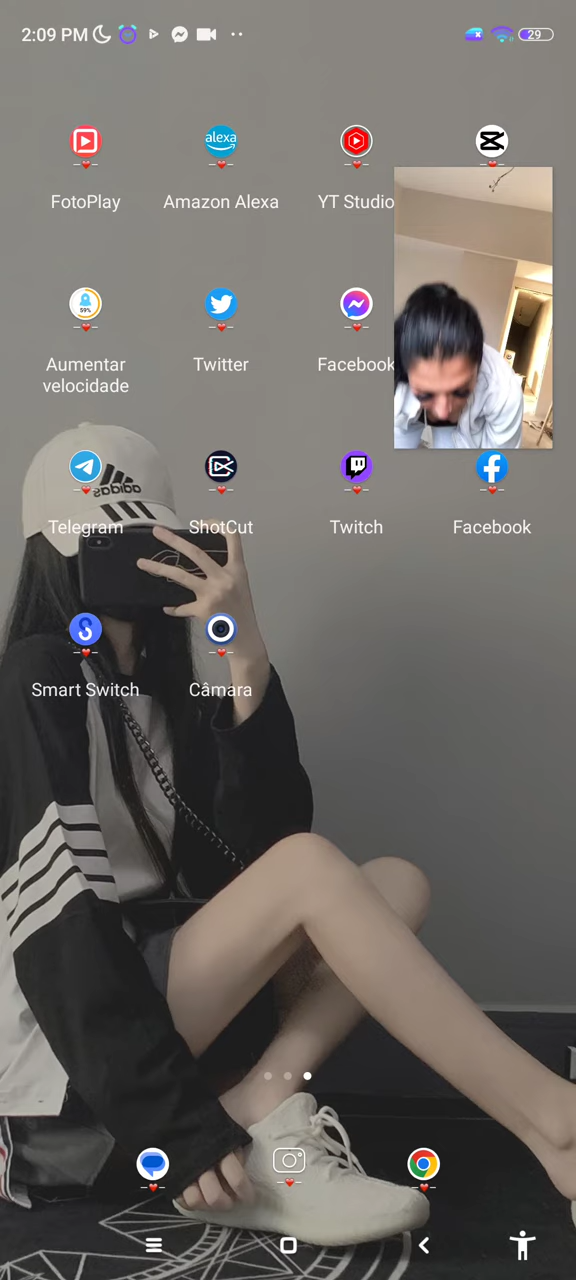 2:09 PM
29
alexa
FotoPlay
Amazon Alexa
YT Studio
59%
Aumentar
velocidade
Twitter
Facebook
adidas
Telegram
ShotCut
Twitch
Facebook
Smart Switch
Câmara